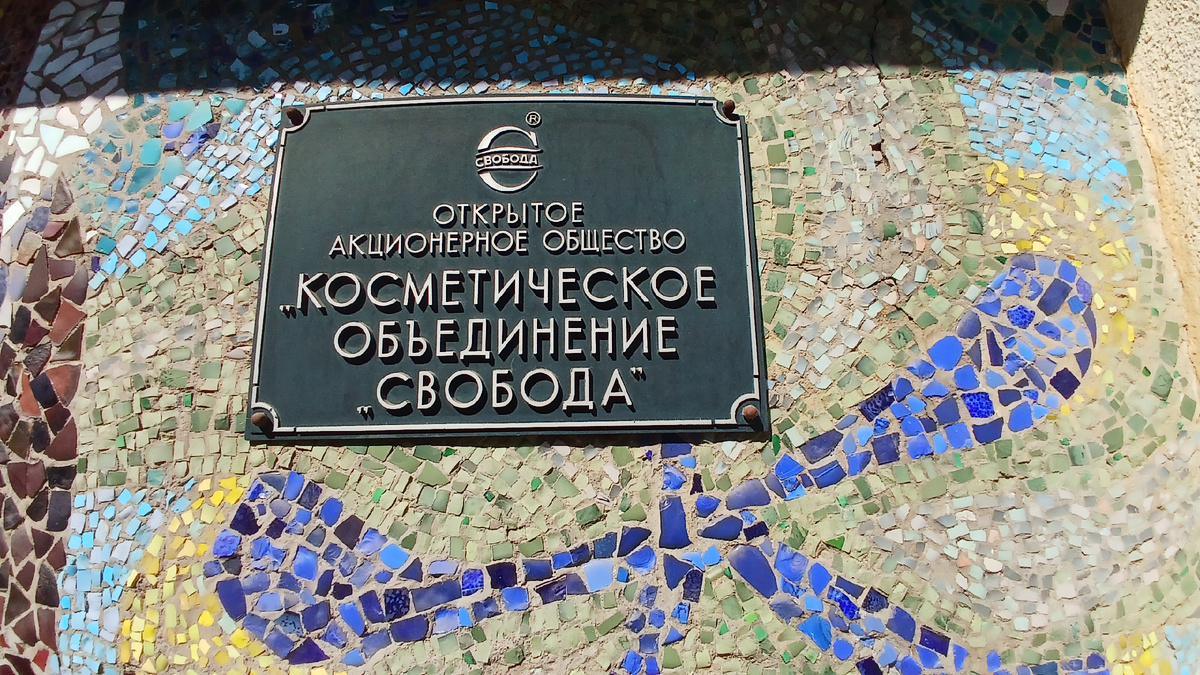 ®
СВОБОДА
ОТКРЫТОЕ
АКЦИОНЕРНОЕ ОБЩЕСТВО
„КОСМЕТИЧЕСКОЕ
ОБЪЕДИНЕНИЕ
„СВОБОДА"